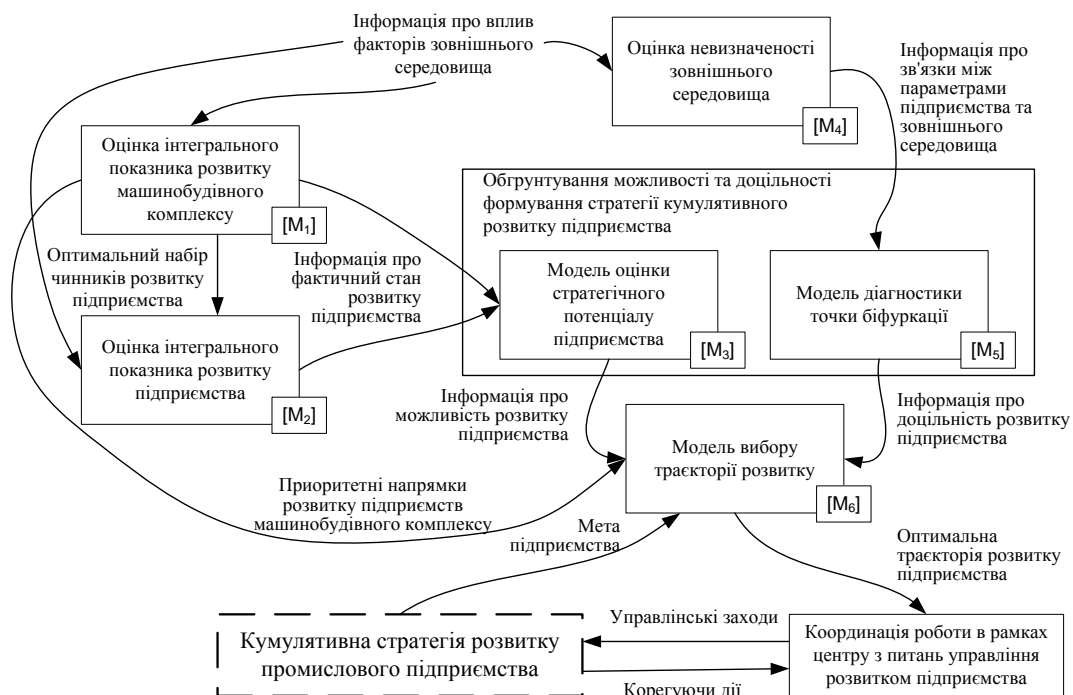 Інформація про вплив
факторів зовнішнього
середовища
Оцінка невизначеності
зовнішнього
середовища
[M4]
Інформація про
зв'язки між
параметрами
підприємства та
зовнішнього
середовища
Оцінка інтегрального
показника розвитку
машинобудівного
комплексу
[M1]
Обгрунтування можливості та доцільності
формування стратегії кумулятивного
розвитку підприємства
Оптимальний набір
чинників розвитку
підприємства
Інформація про
фактичний стан
розвитку
підприємства
Модель оцінки
стратегічного
потенціалу
підприємства
[M3]
Модель діагностики
точки біфуркації
[M5]
Оцінка інтегрального
показника розвитку
підприємства
[M2]
Інформація про
можливість розвитку
підприємства
Інформація про
доцільність розвитку
підприємства
Модель вибору
траєкторії розвитку
[M6]
Приоритетні напрямки
розвитку підприємств
машинобудівного комплексу
Мета
підприємства
Оптимальна
траєкторія розвитку
підприємства
Кумулятивна стратегія розвитку
промислового підприємства
Управлінські заходи
Корегуючи дії
Координація роботи в рамках
центру з питань управління
розвитком підприємства